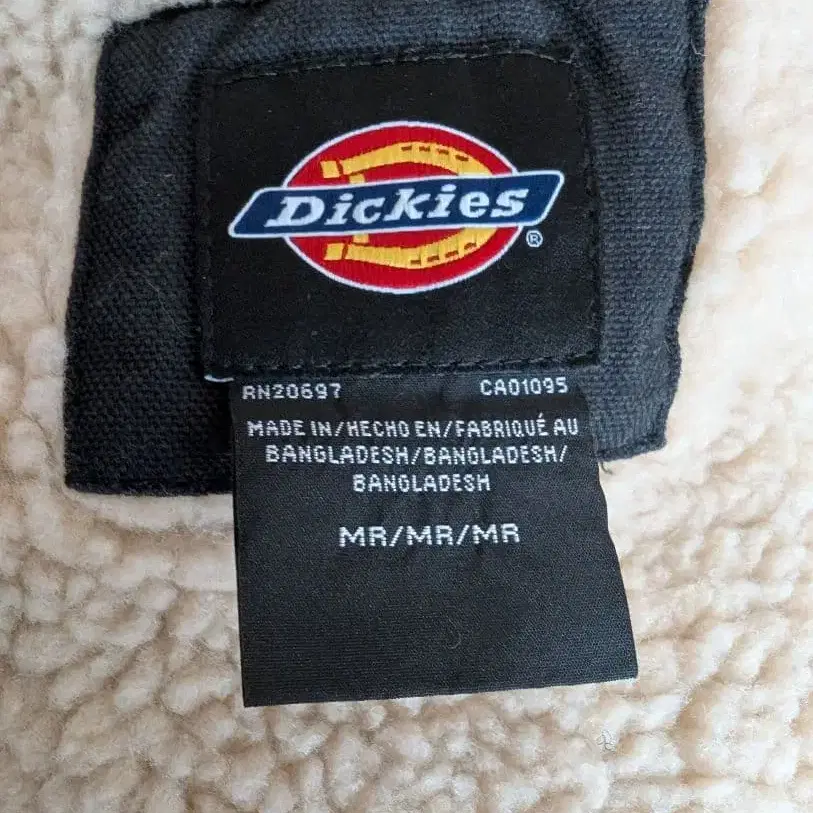 Dickies
®
RN20697 CA01095
MADE IN/HECHO EN/FABRIQUÉ AU
BANGLADESH/BANGLADESH/
BANGLADESH
MR/MR/MR